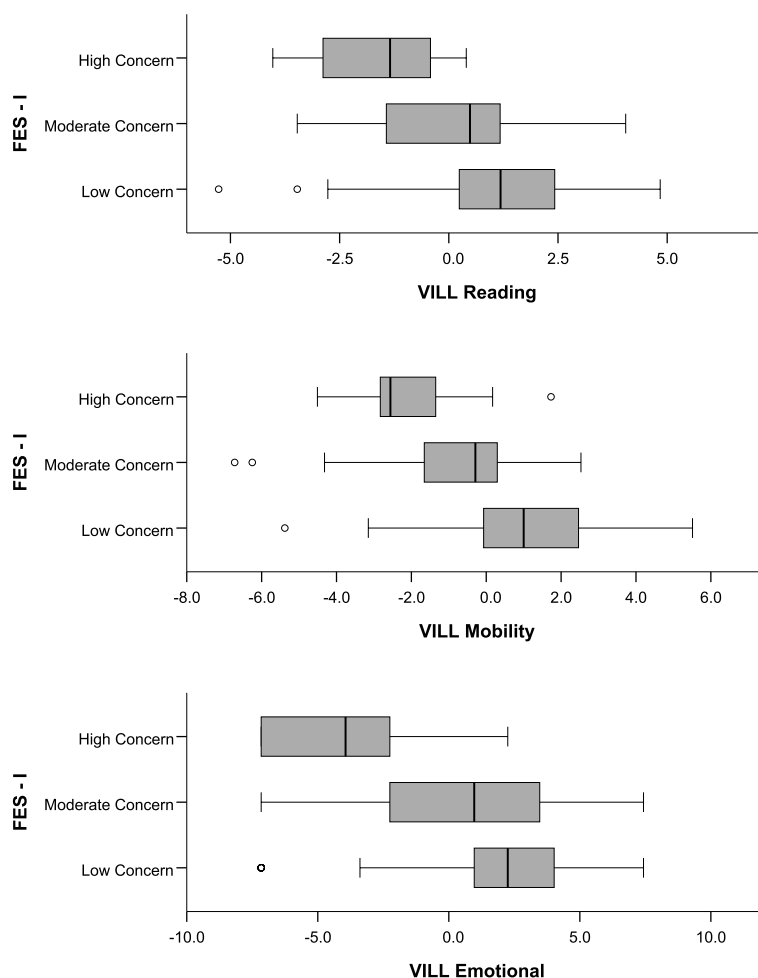 FES - I
High Concern
Moderate Concern
Low Concern
-5.0 -2.5 0.0 2.5 5.0
VILL Reading
FES - I
High Concern
Moderate Concern
Low Concern
-8.0 -6.0 -4.0 -2.0 0.0 2.0 4.0 6.0
VILL Mobility
FES - I
High Concern
Moderate Concern
Low Concern
-10.0 -5.0 0.0 5.0 10.0
VILL Emotional